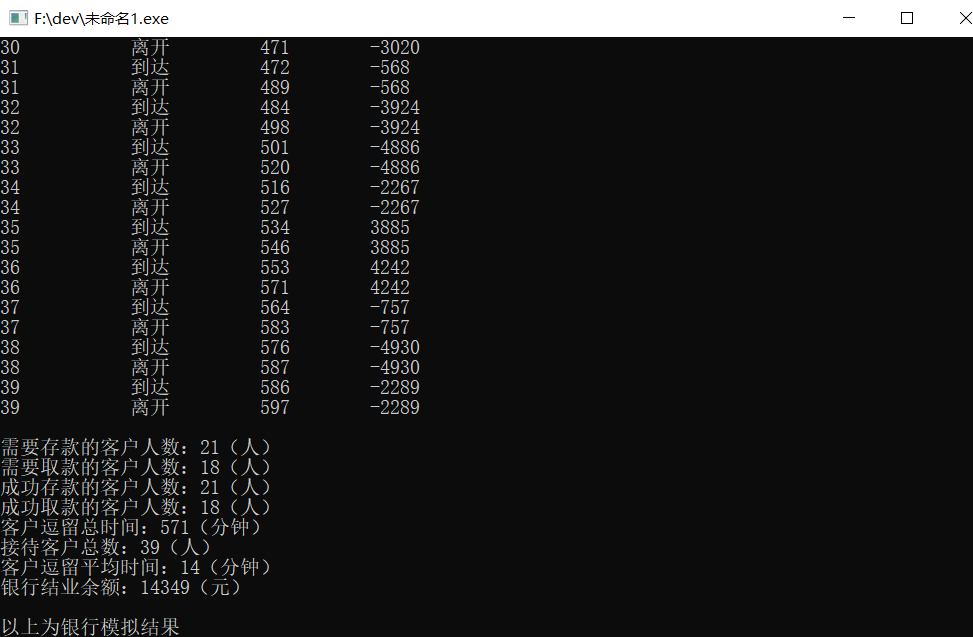 F:\dev\未命名1.exe
30 离开 471 -3020
31 到达 472 -568
31 离开 489 -568
32 到达 484 -3924
32 离开 498 -3924
33 到达 501 -4886
33 离开 520 -4886
34 到达 516 -2267
34 离开 527 -2267
35 到达 534 3885
35 离开 546 3885
36 到达 553 4242
36 离开 571 4242
37 到达 564 -757
37 离开 583 -757
38 到达 576 -4930
38 离开 587 -4930
39 到达 586 -2289
39 离开 597 -2289
需要存款的客户人数：21（人）
需要取款的客户人数：18（人）
成功存款的客户人数：21（人）
成功取款的客户人数：18（人）
客户逗留总时间：571（分钟）
接待客户总数：39（人）
客户逗留平均时间：14（分钟）
银行结业余额：14349（元）
以上为银行模拟结果